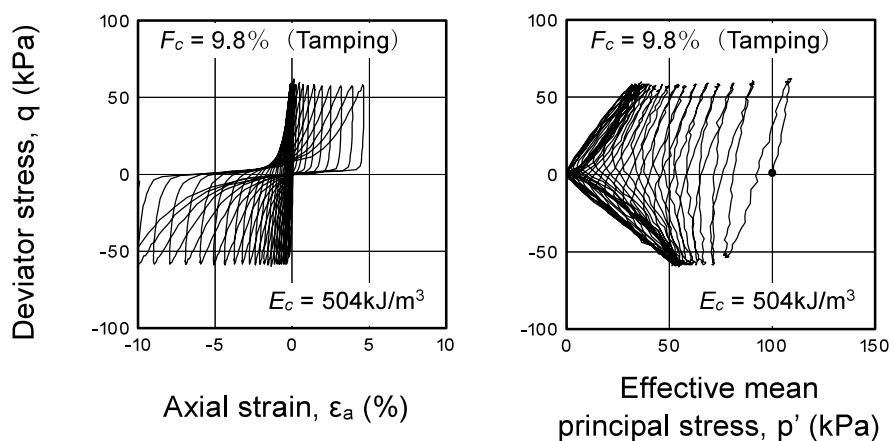 Deviator stress, q (kPa)
100
50
0
-50
-100
Fc = 9.8% (Tamping)
Ec = 504kJ/m³
-10
-5
0
5
10
Axial strain, εa (%)
100
50
0
-50
-100
Fc = 9.8% (Tamping)
Ec = 504kJ/m³
0
50
100
150
Effective mean
principal stress, p' (kPa)